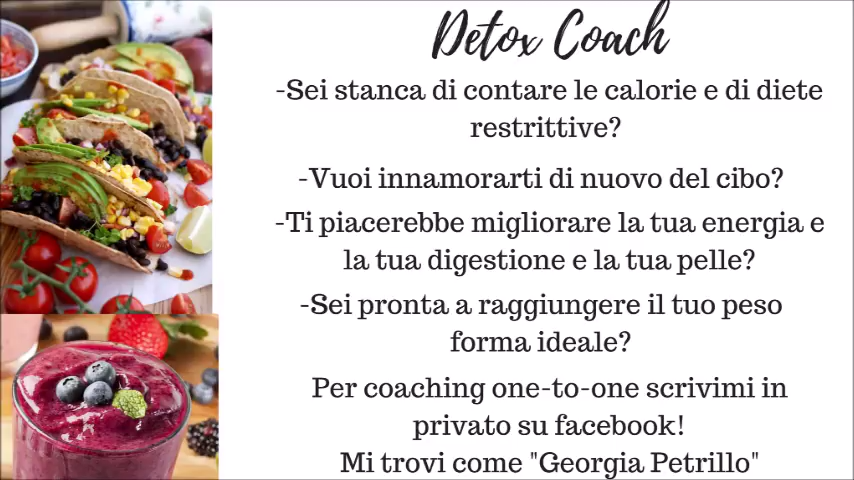 Detox Coach
-Sei stanca di contare le calorie e di diete
restrittive?
-Vuoi innamorarti di nuovo del cibo?
-Ti piacerebbe migliorare la tua energia e
la tua digestione e la tua pelle?
-Sei pronta a raggiungere il tuo peso
forma ideale?
Per coaching one-to-one scrivimi in
privato su facebook!
Mi trovi come "Georgia Petrillo"